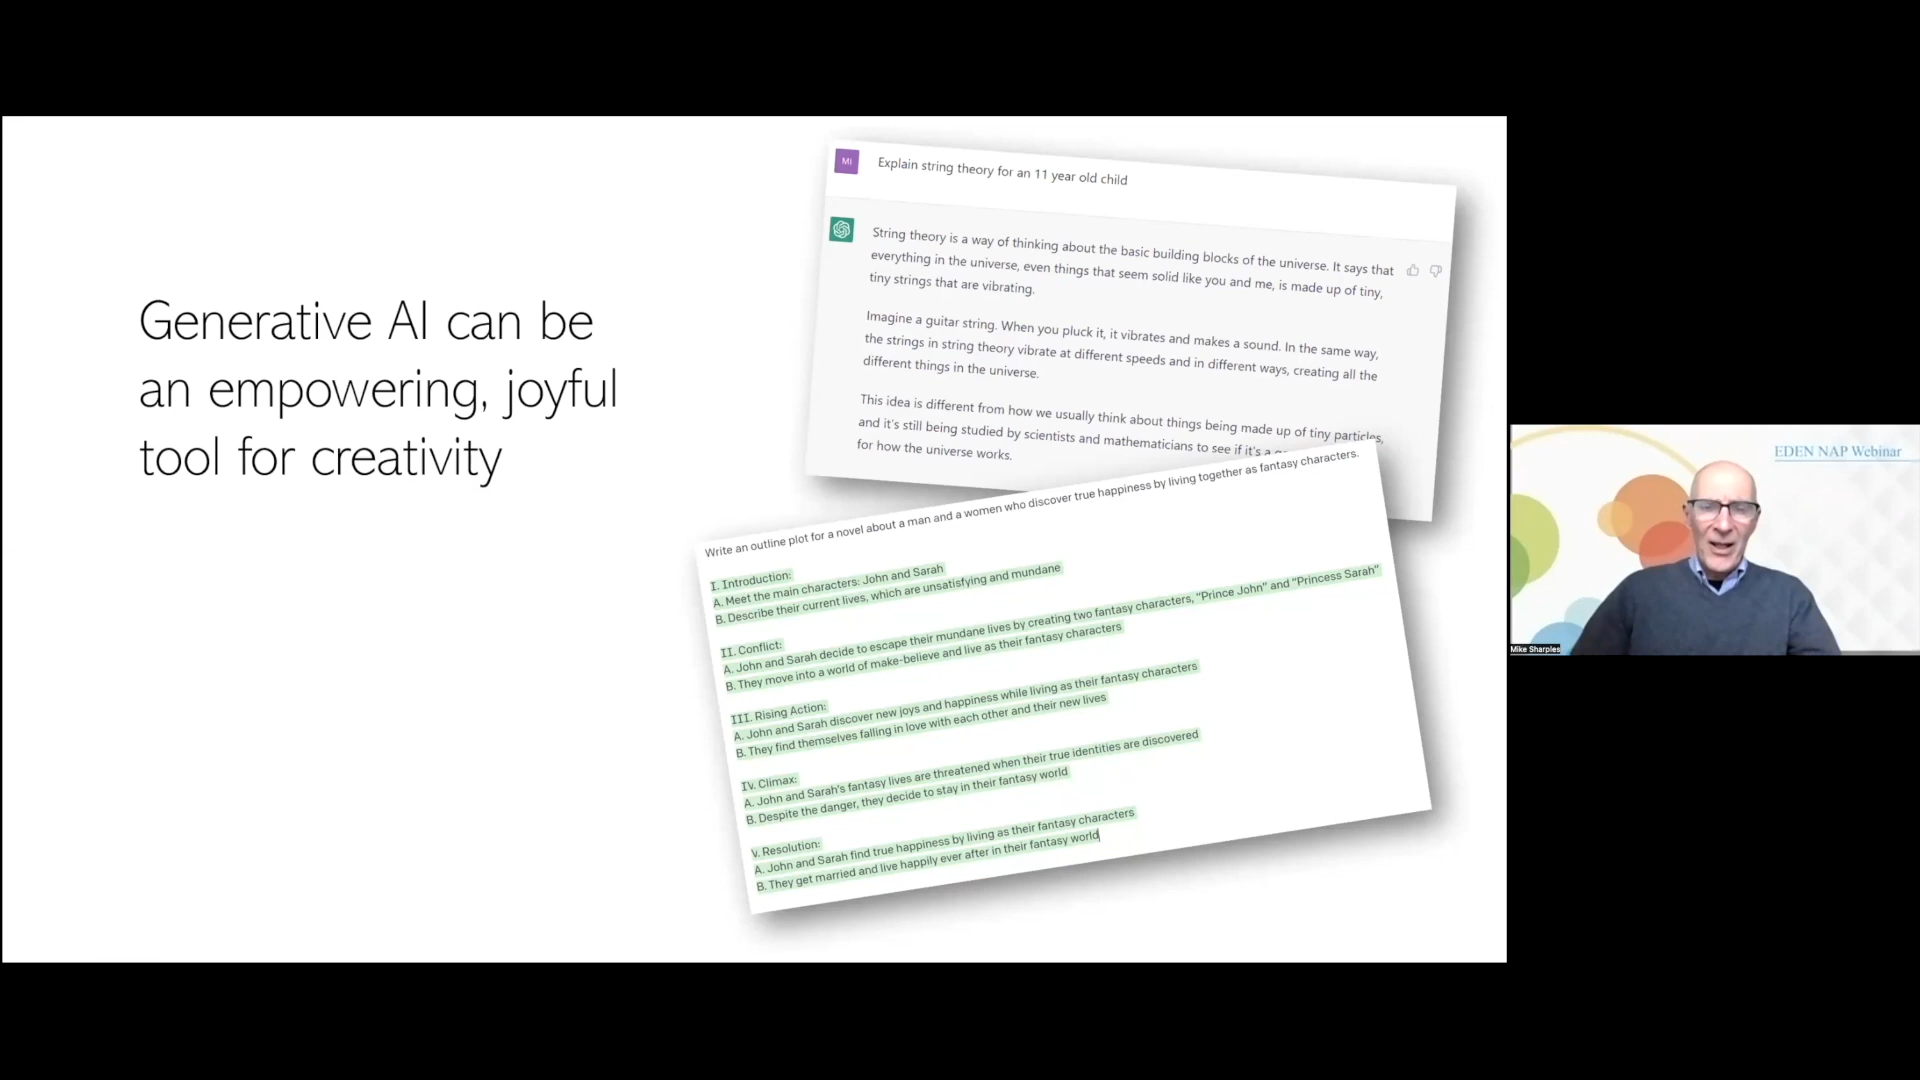 Generative AI can be
an empowering, joyful
tool for creativity
MI
Explain string theory for an 11 year old child
String theory is a way of thinking about the basic building blocks of the universe. It says that
everything in the universe, even things that seem solid like you and me, is made up of tiny,
tiny strings that are vibrating.
Imagine a guitar string. When you pluck it, it vibrates and makes a sound. In the same way,
the strings in string theory vibrate at different speeds and in different ways, creating all the
different things in the universe.
This idea is different from how we usually think about things being made up of tiny particles,
and it's still being studied by scientists and mathematicians to see if it's a
for how the universe works.
Write an outline plot for a novel about a man and a women who discover true happiness by living together as fantasy characters.
I. Introduction:
A. Meet the main characters: John and Sarah
B. Describe their current lives, which are unsatisfying and mundane
II. Conflict:
A. John and Sarah decide to escape their mundane lives by creating two fantasy characters, "Prince John" and "Princess Sarah"
B. They move into a world of make-believe and live as their fantasy characters
III. Rising Action:
A. John and Sarah discover new joys and happiness while living as their fantasy characters
B. They find themselves falling in love with each other and their new lives
IV. Climax:
A. John and Sarah's fantasy lives are threatened when their true identities are discovered
B. Despite the danger, they decide to stay in their fantasy world
V. Resolution:
A. John and Sarah find true happiness by living as their fantasy characters
B. They get married and live happily ever after in their fantasy world
EDEN NAP Webinar
Mike Sharples